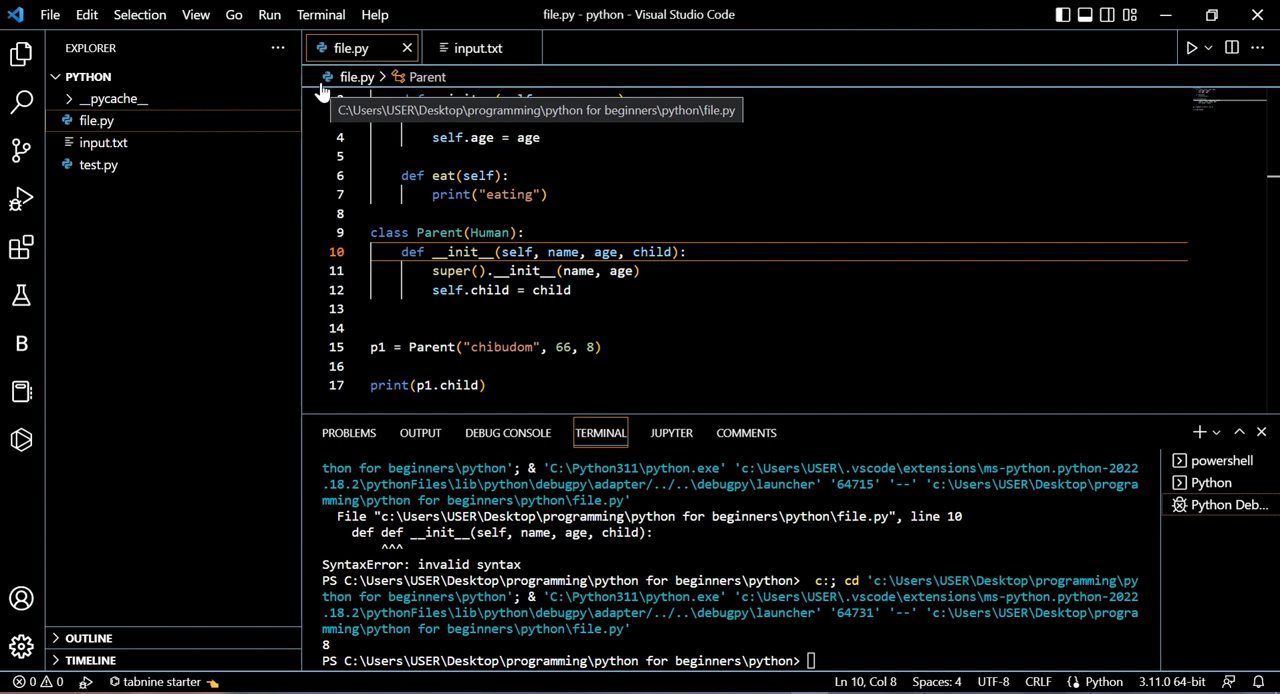 File Edit Selection View Go Run Terminal Help
file.py - python - Visual Studio Code
EXPLORER
PYTHON
__pycache__
file.py
input.txt
test.py
OUTLINE
TIMELINE
file.py
input.txt
file.py > Parent
C:\Users\USER\Desktop\programming\python for beginners\python\file.py
4 self.age = age
5
6 def eat(self):
7 print("eating")
8
9 class Parent(Human):
10 def __init__(self, name, age, child):
11 super().__init__(name, age)
12 self.child = child
13
14
15 p1 = Parent("chibudom", 66, 8)
16
17 print(p1.child)
PROBLEMS OUTPUT DEBUG CONSOLE TERMINAL JUPYTER COMMENTS
thon for beginners\python'; & 'C:\Python311\python.exe' 'c:\Users\USER\.vscode\extensions\ms-python.python-2022
.18.2\pythonFiles\lib\python\debugpy\adapter/../..\debugpy\launcher' '64715' '--' 'c:\Users\USER\Desktop\progra
mming\python for beginners\python\file.py'
File "c:\Users\USER\Desktop\programming\python for beginners\python\file.py", line 10
def def __init__(self, name, age, child):
^^^
SyntaxError: invalid syntax
PS C:\Users\USER\Desktop\programming\python for beginners\python> c:; cd 'c:\Users\USER\Desktop\programming\py
thon for beginners\python'; & 'C:\Python311\python.exe' 'c:\Users\USER\.vscode\extensions\ms-python.python-2022
.18.2\pythonFiles\lib\python\debugpy\adapter/../..\debugpy\launcher' '64731' '--' 'c:\Users\USER\Desktop\progra
mming\python for beginners\python\file.py'
8
PS C:\Users\USER\Desktop\programming\python for beginners\python>
powershell
Python
Python Deb...
0 0 tabnine starter
Ln 10, Col 8 Spaces: 4 UTF-8 CRLF Python 3.11.0 64-bit